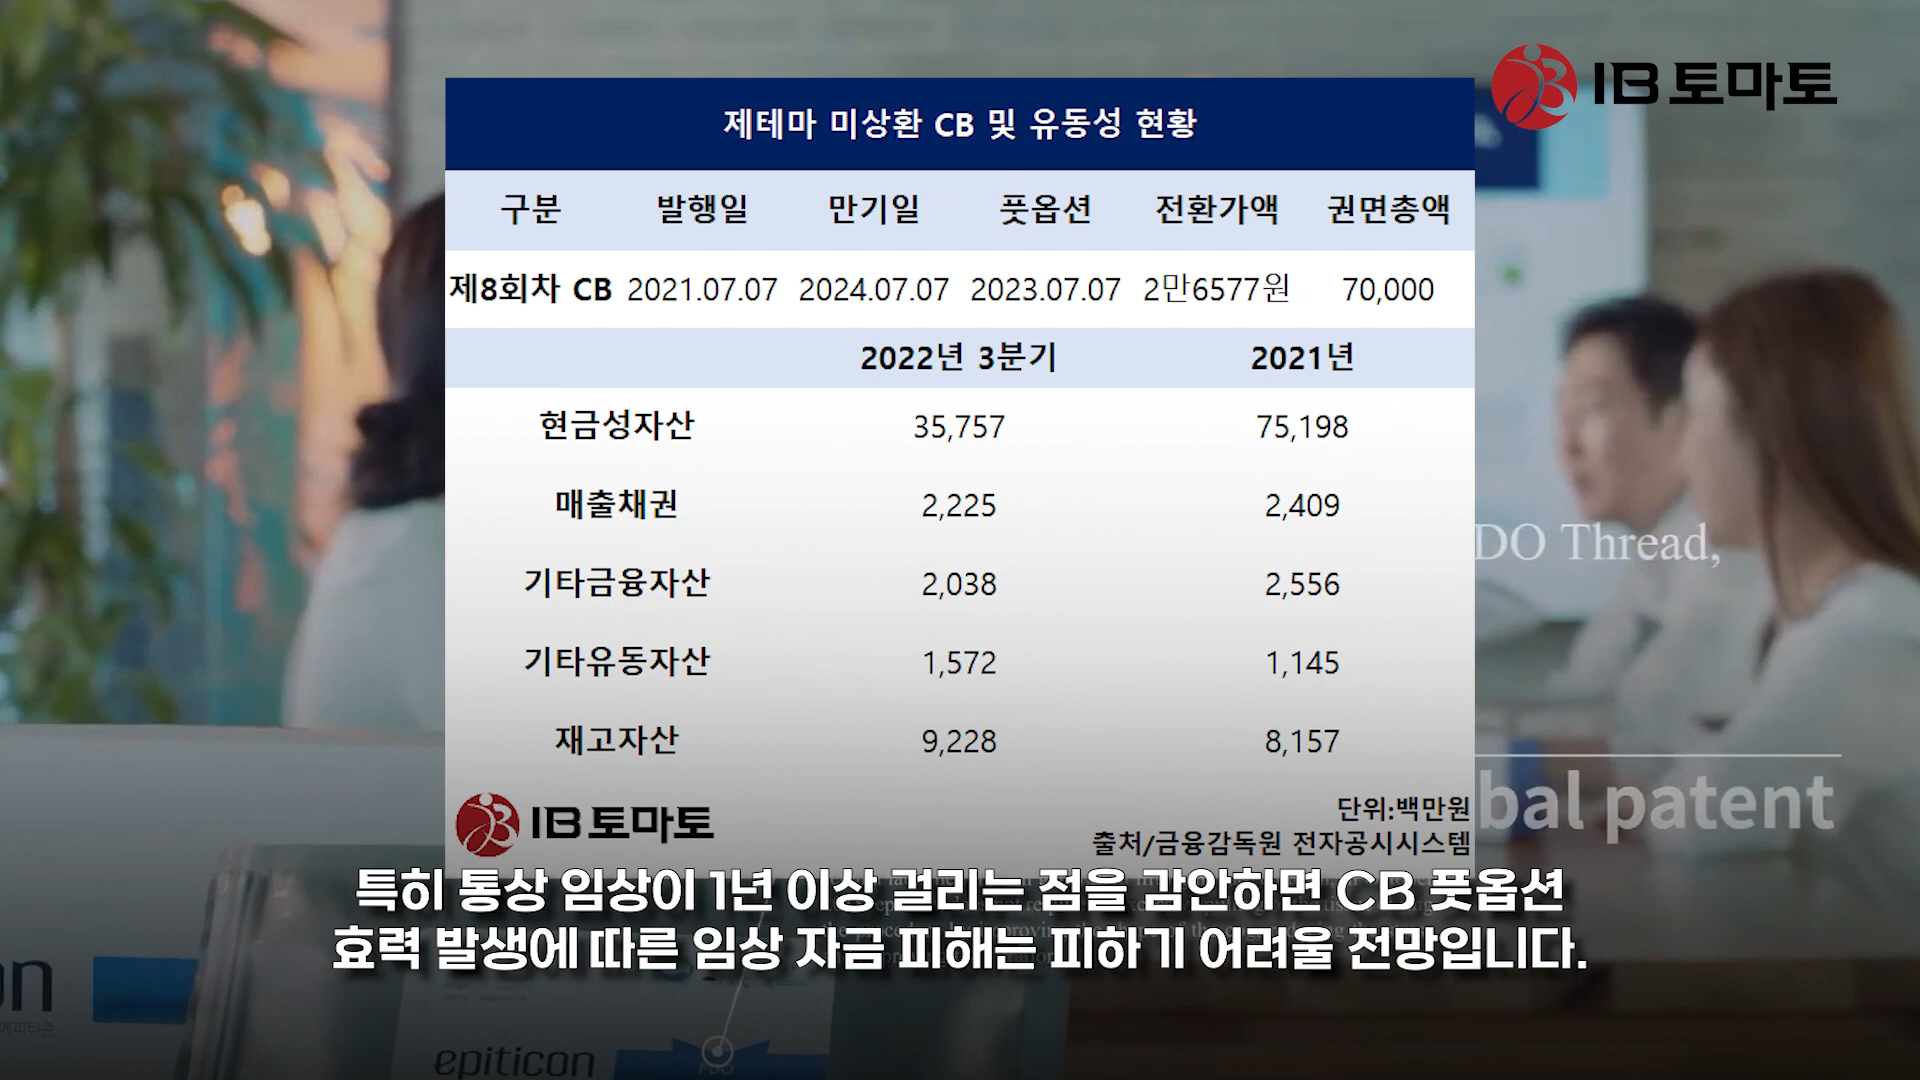 IB 토마토
제테마 미상환 CB 및 유동성 현황
구분 발행일 만기일 풋옵션 전환가액 권면총액
제8회차 CB 2021.07.07 2024.07.07 2023.07.07 2만6577원 70,000
2022년 3분기 2021년
현금성자산 35,757 75,198
매출채권 2,225 2,409
기타금융자산 2,038 2,556
기타유동자산 1,572 1,145
재고자산 9,228 8,157
DO Thread,
bal patent
IB 토마토
단위:백만원
출처/금융감독원 전자공시시스템
특히 통상 임상이 1년 이상 걸리는 점을 감안하면 CB 풋옵션
효력 발생에 따른 임상 자금 피해는 피하기 어려울 전망입니다.
on
에피티콘
epiticon
PDO